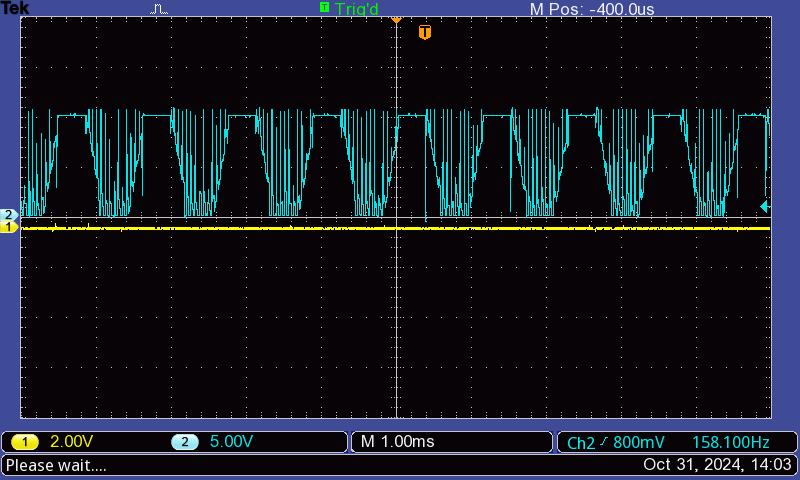 Tek T Trig'd M Pos: -400.0us
T
2
1
1 2.00V 2 5.00V M 1.00ms Ch2 800mV 158.100Hz
Please wait.... Oct 31, 2024, 14:03